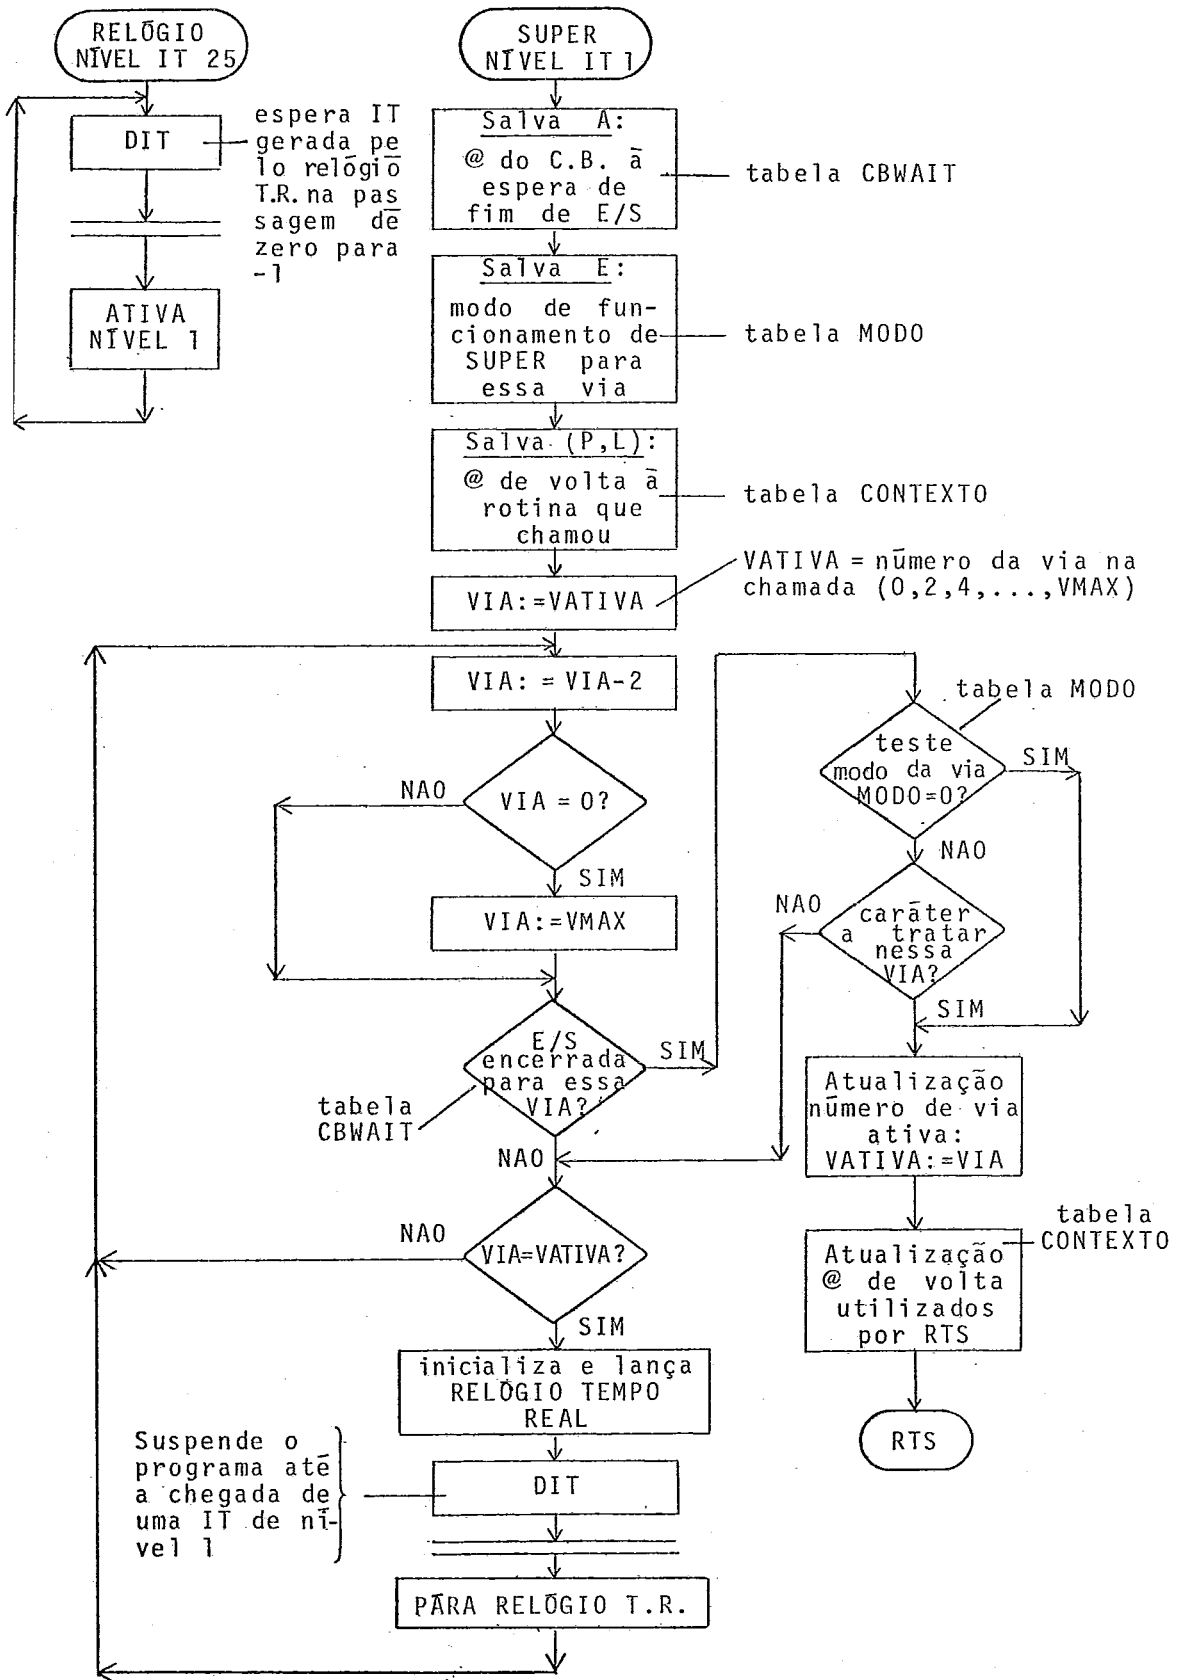 RELÓGIO
NÍVEL IT 25
DIT
espera IT
gerada pe
lo relógio
T.R. na pas
sagem de
zero para
-1
ATIVA
NÍVEL 1
SUPER
NÍVEL IT 1
Salva A:
@ do C.B. à
espera de
fim de E/S
tabela CBWAIT
Salva E:
modo de fun-
cionamento de
SUPER para
essa via
tabela MODO
Salva (P,L):
@ de volta à
rotina que
chamou
tabela CONTEXTO
VIA:=VATIVA
VATIVA = número da via na
chamada (0,2,4,...,VMAX)
VIA: = VIA-2
VIA = 0?
NAO
SIM
VIA:=VMAX
E/S
encerrada
para essa
VIA?
SIM
tabela
CBWAIT
NAO
VIA=VATIVA?
NAO
SIM
inicializa e lança
RELÓGIO TEMPO
REAL
Suspende o
programa até
a chegada de
uma IT de ní-
vel 1
DIT
PÁRA RELÓGIO T.R.
tabela MODO
teste
modo da via
MODO=0?
SIM
NAO
caráter
a tratar
nessa
VIA?
NAO
SIM
Atualização
número de via
ativa:
VATIVA:=VIA
tabela
CONTEXTO
Atualização
@ de volta
utilizados
por RTS
RTS